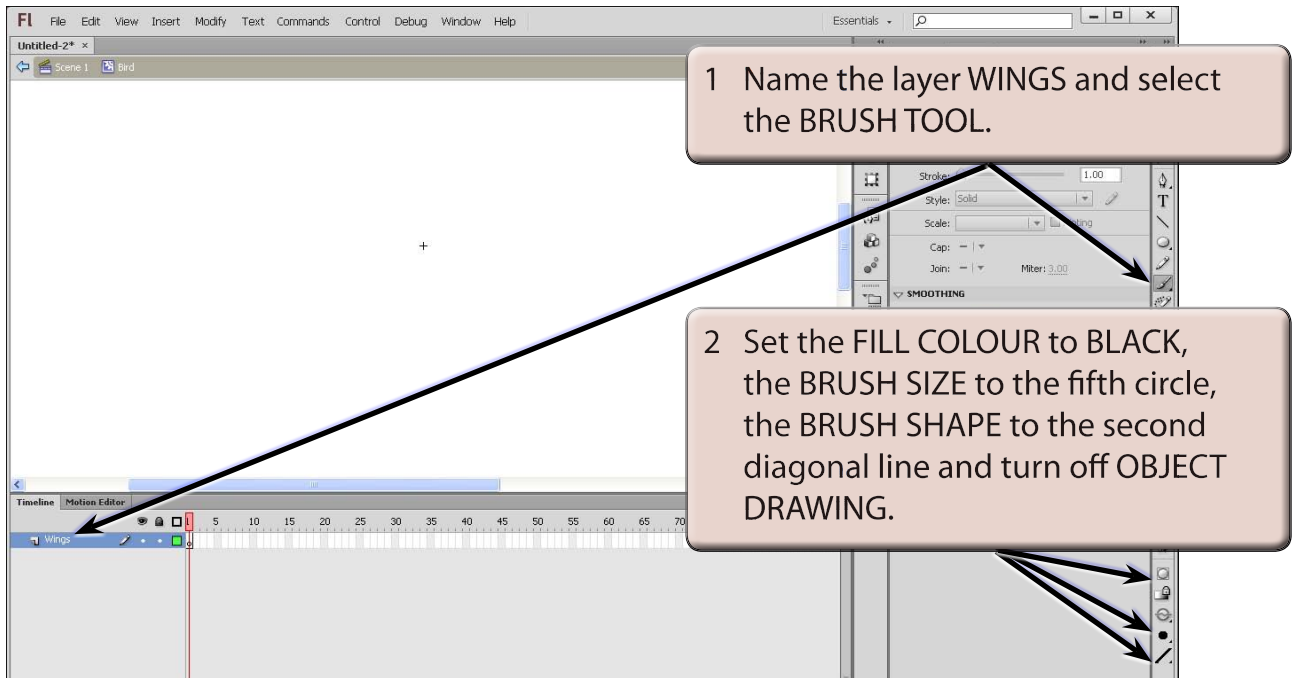 Fl File Edit View Insert Modify Text Commands Control Debug Window Help Essentials
Untitled-2* ×
Scene 1 Bird
1 Name the layer WINGS and select
the BRUSH TOOL.
Stroke: 1.00
Style: Solid
Scale:
Cap:
Join: Miter: 3.00
SMOOTHING
2 Set the FILL COLOUR to BLACK,
the BRUSH SIZE to the fifth circle,
the BRUSH SHAPE to the second
diagonal line and turn off OBJECT
DRAWING.
Timeline Motion Editor
1 5 10 15 20 25 30 35 40 45 50 55 60 65 70
Wings